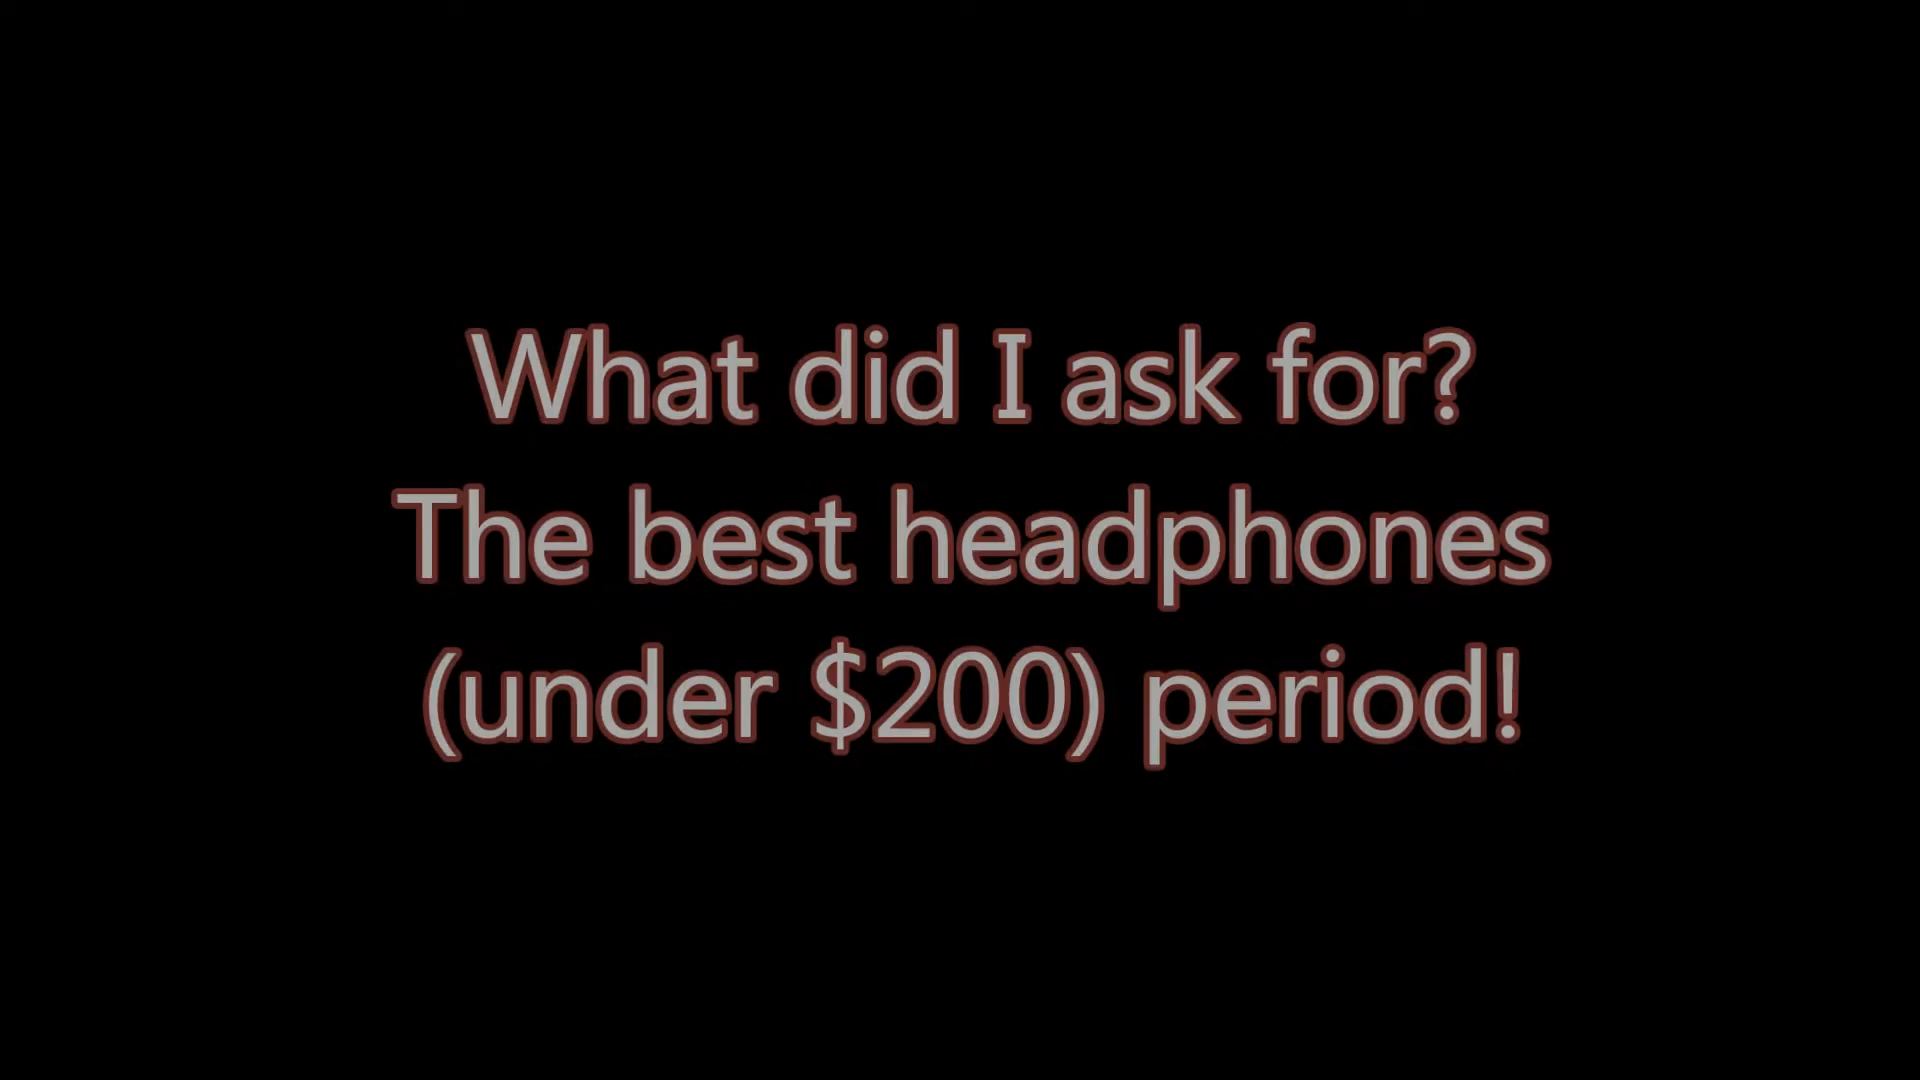 What did I ask for?
The best headphones
(under $200) period!